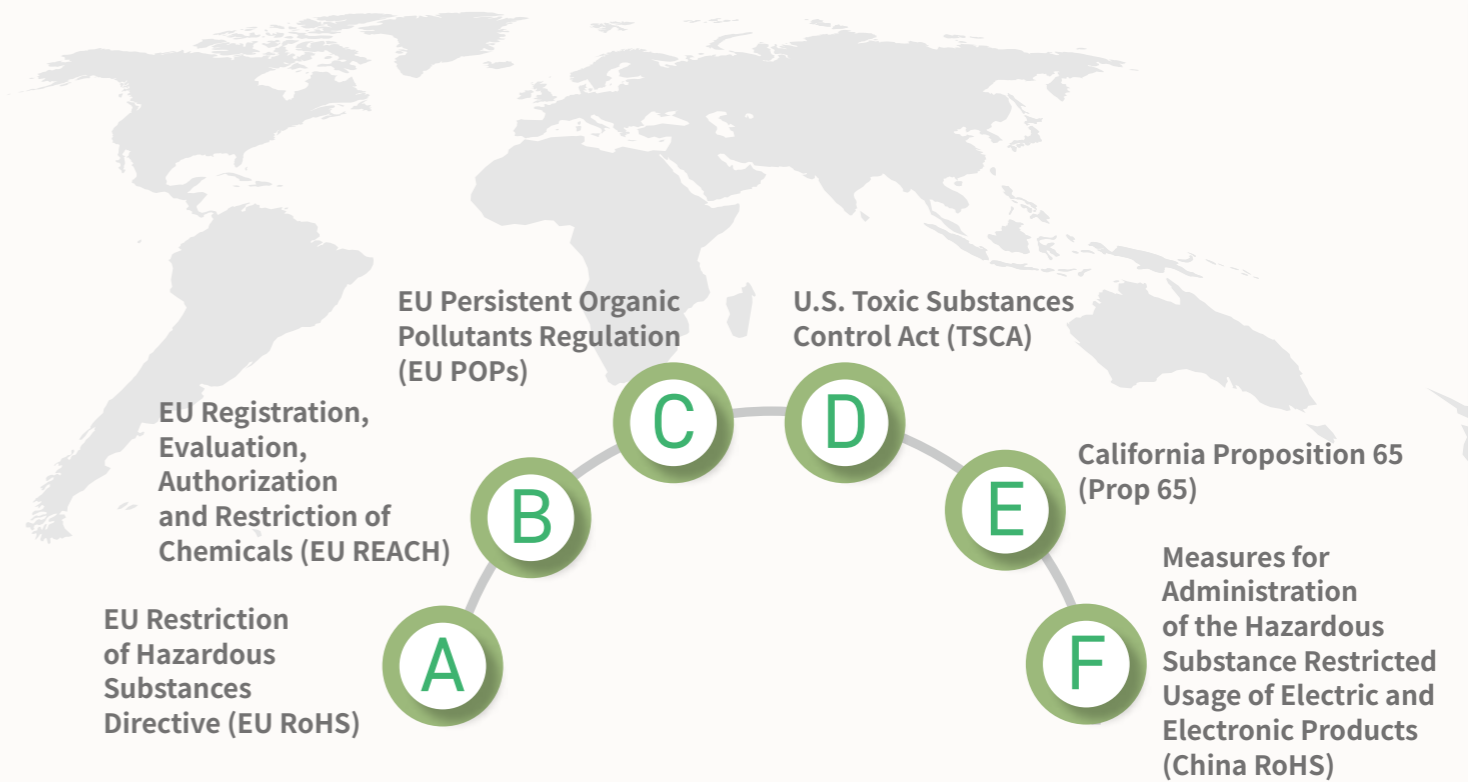 EU Persistent Organic
Pollutants Regulation
(EU POPs)
U.S. Toxic Substances
Control Act (TSCA)
EU Registration,
Evaluation,
Authorization
and Restriction of
Chemicals (EU REACH)
California Proposition 65
(Prop 65)
EU Restriction
of Hazardous
Substances
Directive (EU RoHS)
Measures for
Administration
of the Hazardous
Substance Restricted
Usage of Electric and
Electronic Products
(China RoHS)
A
B
C
D
E
F